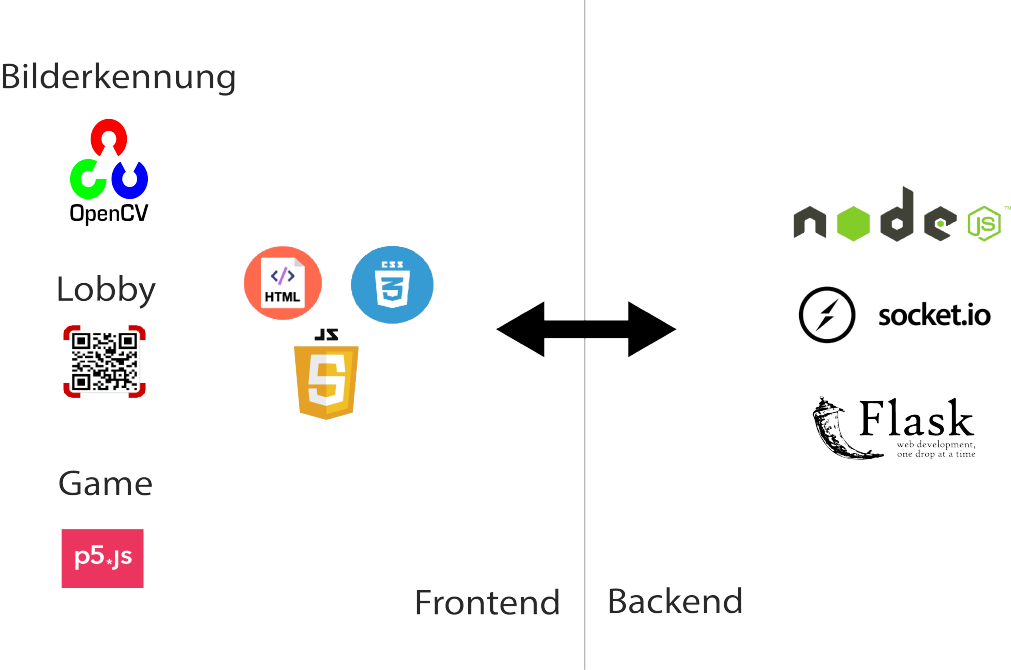 Bilderkennung
OpenCV
Lobby
HTML
CSS
3
JS
5
Game
p5*js
Frontend
node
JS
™
socket.io
Flask
web development,
one drop at a time
Backend